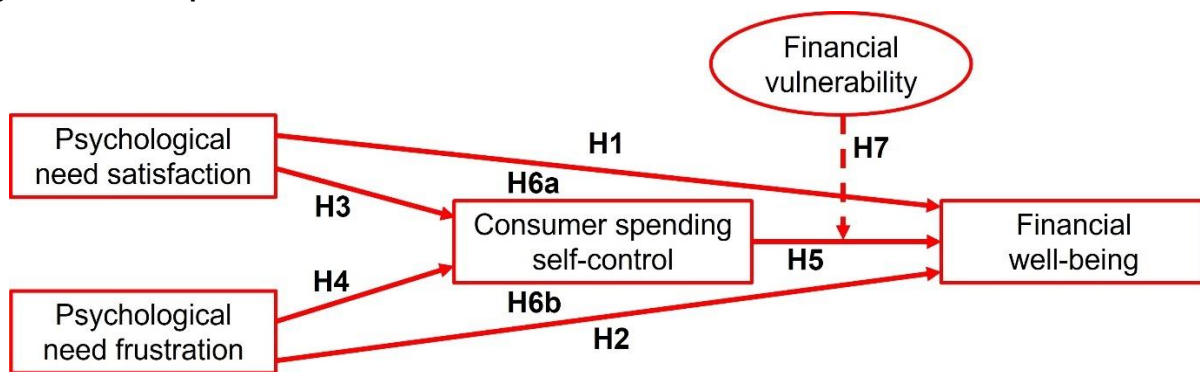 Financial
vulnerability
Psychological
need satisfaction
H1
H7
H6a
H3
Consumer spending
self-control
Financial
well-being
H5
H4
H6b
Psychological
need frustration
H2